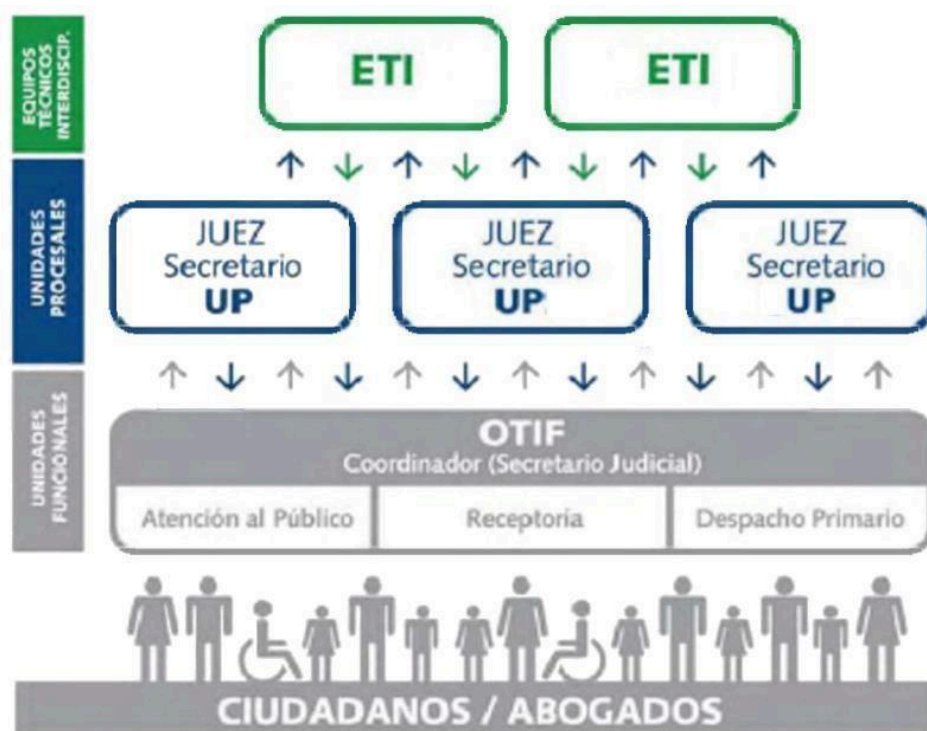 EQUIPOS
TÉCNICOS
INTERDISCIP.
ETI
ETI
UNIDADES
PROCESALES
JUEZ
Secretario
UP
JUEZ
Secretario
UP
JUEZ
Secretario
UP
UNIDADES
FUNCIONALES
OTIF
Coordinador (Secretario Judicial)
Atención al Público
Receptoría
Despacho Primario
CIUDADANOS / ABOGADOS